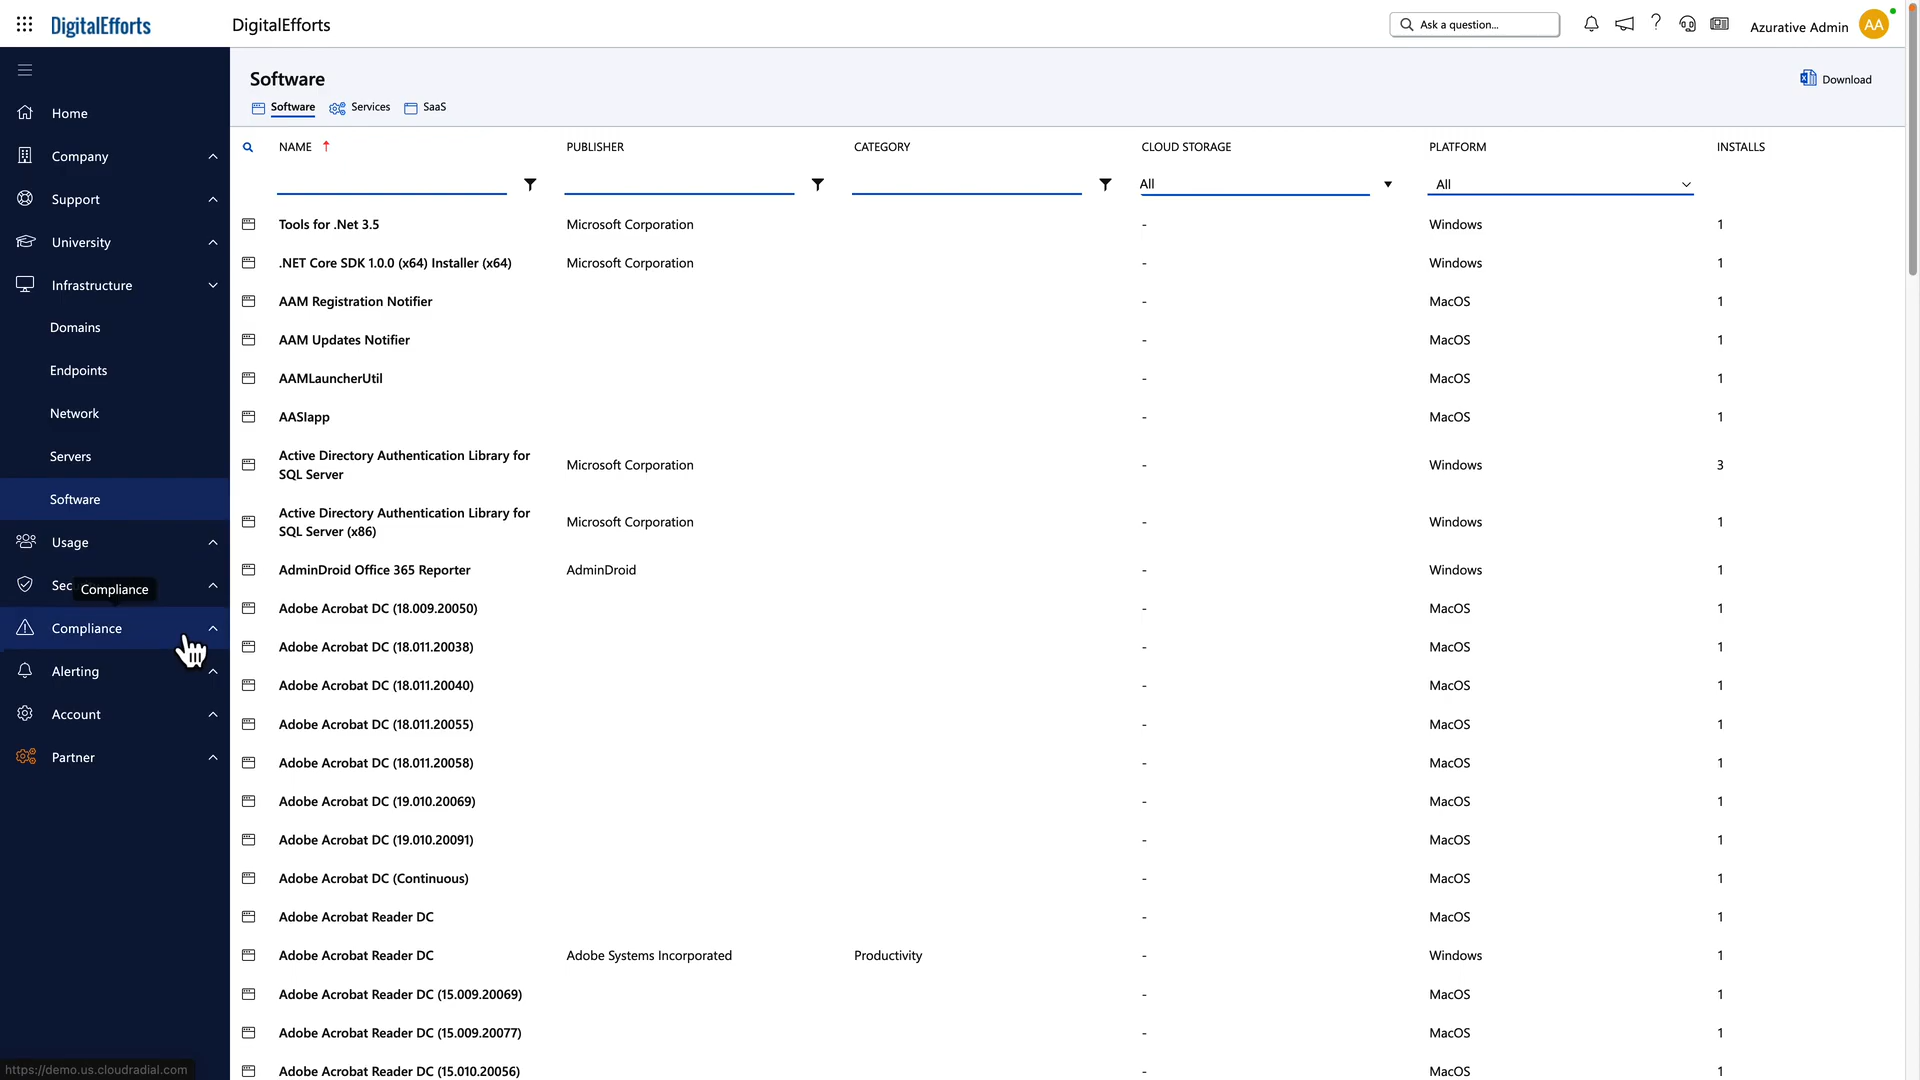 DigitalEfforts
DigitalEfforts
Ask a question...
?
Azurative Admin
AA
Home
Company
Support
University
Infrastructure
Domains
Endpoints
Network
Servers
Software
Usage
Sec
Compliance
Compliance
Alerting
Account
Partner
https://demo.us.cloudradial.com
Software
Download
Software Services SaaS
NAME PUBLISHER CATEGORY CLOUD STORAGE PLATFORM INSTALLS
All All
Tools for .Net 3.5 Microsoft Corporation - Windows 1
.NET Core SDK 1.0.0 (x64) Installer (x64) Microsoft Corporation - Windows 1
AAM Registration Notifier - MacOS 1
AAM Updates Notifier - MacOS 1
AAMLauncherUtil - MacOS 1
AASIapp - MacOS 1
Active Directory Authentication Library for
SQL Server Microsoft Corporation - Windows 3
Active Directory Authentication Library for
SQL Server (x86) Microsoft Corporation - Windows 1
AdminDroid Office 365 Reporter AdminDroid - Windows 1
Adobe Acrobat DC (18.009.20050) - MacOS 1
Adobe Acrobat DC (18.011.20038) - MacOS 1
Adobe Acrobat DC (18.011.20040) - MacOS 1
Adobe Acrobat DC (18.011.20055) - MacOS 1
Adobe Acrobat DC (18.011.20058) - MacOS 1
Adobe Acrobat DC (19.010.20069) - MacOS 1
Adobe Acrobat DC (19.010.20091) - MacOS 1
Adobe Acrobat DC (Continuous) - MacOS 1
Adobe Acrobat Reader DC - MacOS 1
Adobe Acrobat Reader DC Adobe Systems Incorporated Productivity - Windows 1
Adobe Acrobat Reader DC (15.009.20069) - MacOS 1
Adobe Acrobat Reader DC (15.009.20077) - MacOS 1
Adobe Acrobat Reader DC (15.010.20056) - MacOS 1